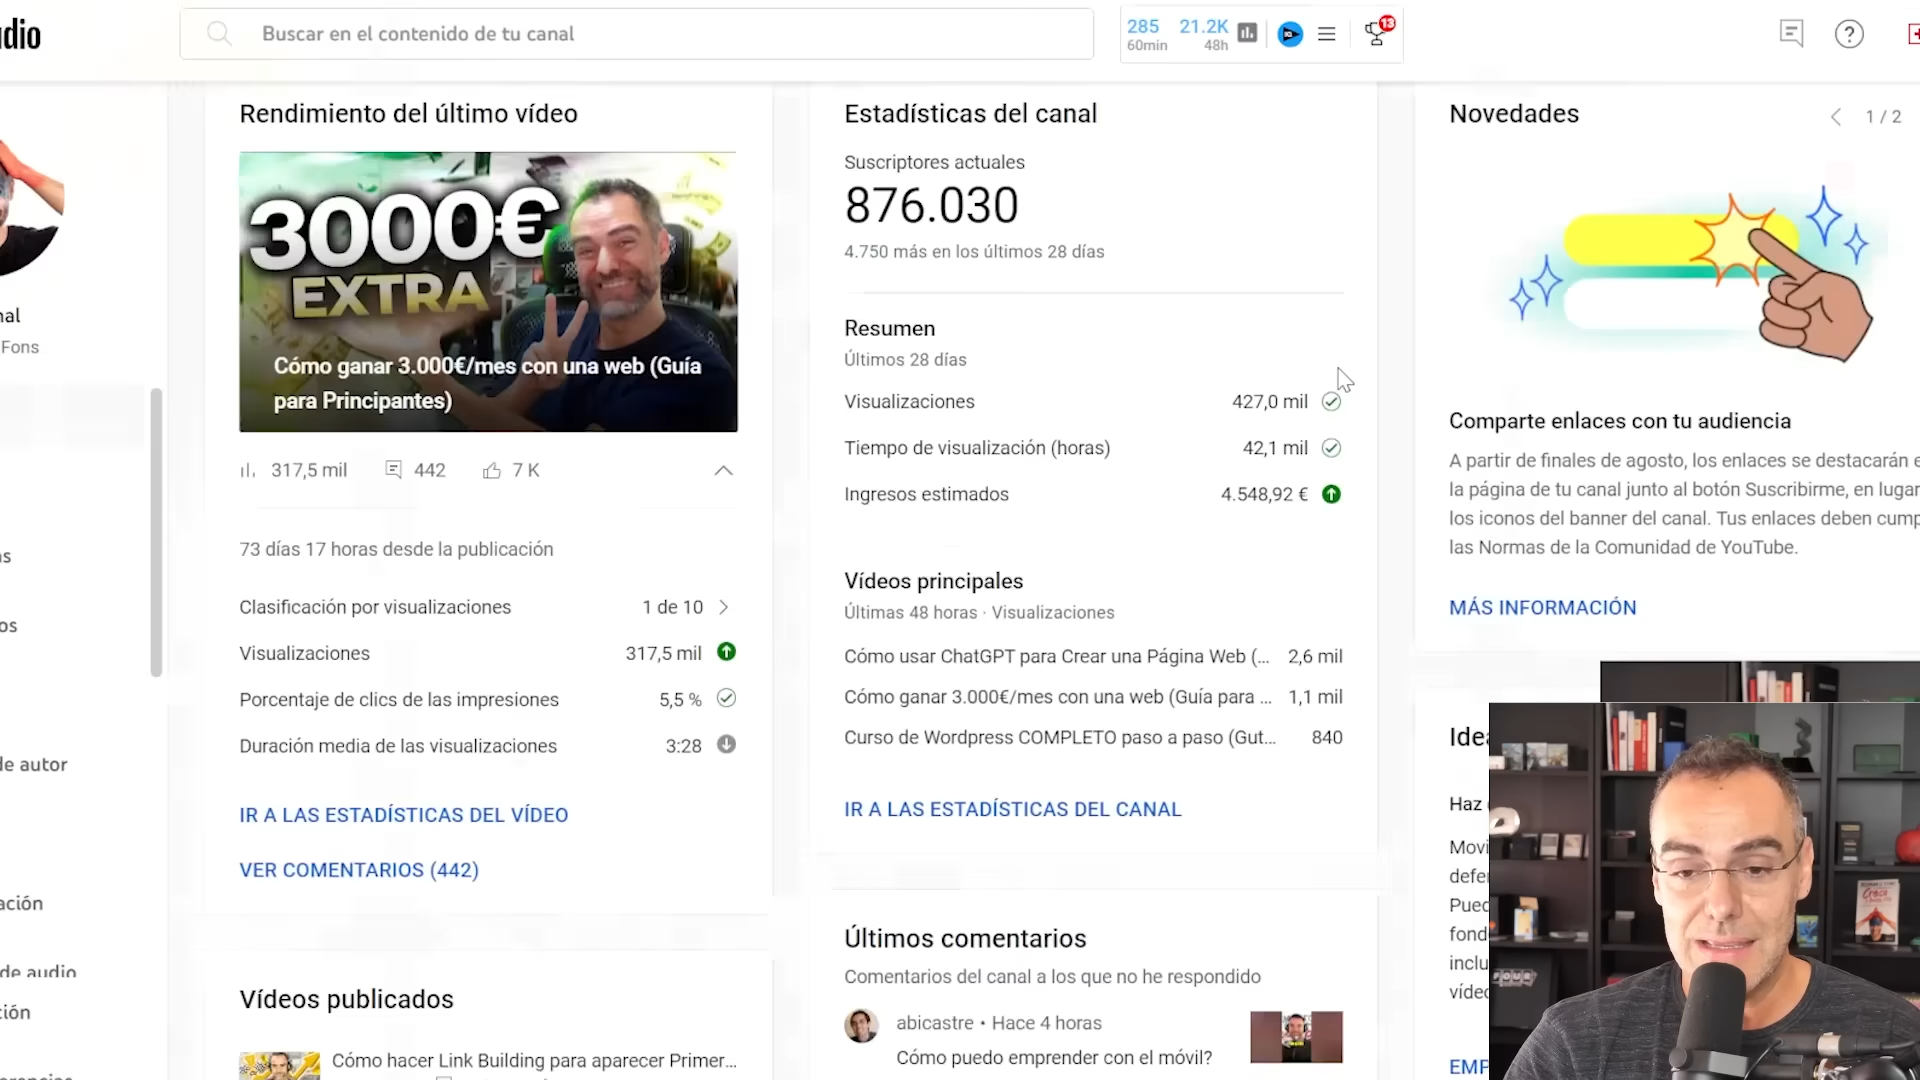 dio
Buscar en el contenido de tu canal
285
60min
21.2K
48h
13
nal
Fons
s
os
de autor
ación
de audio
ción
Rendimiento del último vídeo
3000€
EXTRA
Cómo ganar 3.000€/mes con una web (Guía
para Principantes)
317,5 mil
442
7 K
73 días 17 horas desde la publicación
Clasificación por visualizaciones 1 de 10
Visualizaciones 317,5 mil
Porcentaje de clics de las impresiones 5,5 %
Duración media de las visualizaciones 3:28
IR A LAS ESTADÍSTICAS DEL VÍDEO
VER COMENTARIOS (442)
Vídeos publicados
Cómo hacer Link Building para aparecer Primer...
Estadísticas del canal
Suscriptores actuales
876.030
4.750 más en los últimos 28 días
Resumen
Últimos 28 días
Visualizaciones 427,0 mil
Tiempo de visualización (horas) 42,1 mil
Ingresos estimados 4.548,92 €
Vídeos principales
Últimas 48 horas · Visualizaciones
Cómo usar ChatGPT para Crear una Página Web (... 2,6 mil
Cómo ganar 3.000€/mes con una web (Guía para ... 1,1 mil
Curso de Wordpress COMPLETO paso a paso (Gut... 840
IR A LAS ESTADÍSTICAS DEL CANAL
Últimos comentarios
Comentarios del canal a los que no he respondido
abicastre • Hace 4 horas
Cómo puedo emprender con el móvil?
Novedades
1 / 2
Comparte enlaces con tu audiencia
A partir de finales de agosto, los enlaces se destacarán e
la página de tu canal junto al botón Suscribirme, en lugar
los iconos del banner del canal. Tus enlaces deben cump
las Normas de la Comunidad de YouTube.
MÁS INFORMACIÓN
Idea
Haz
Movi
defer
Pued
fond
inclu
vídeo
EMP